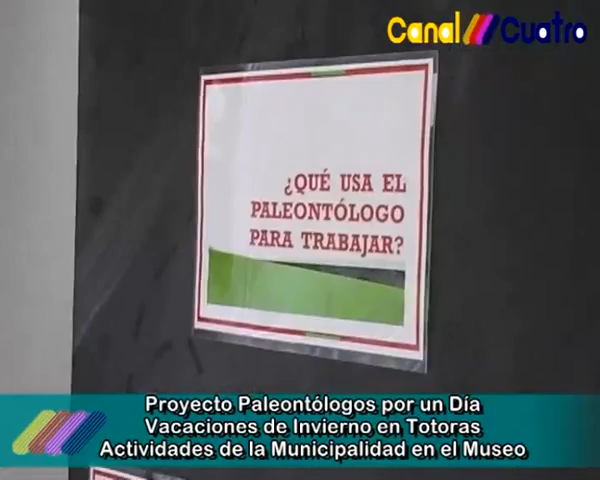 Canal Cuatro
¿QUÉ USA EL
PALEONTÓLOGO
PARA TRABAJAR?
Proyecto Paleontólogos por un Día
Vacaciones de Invierno en Totoras
Actividades de la Municipalidad en el Museo